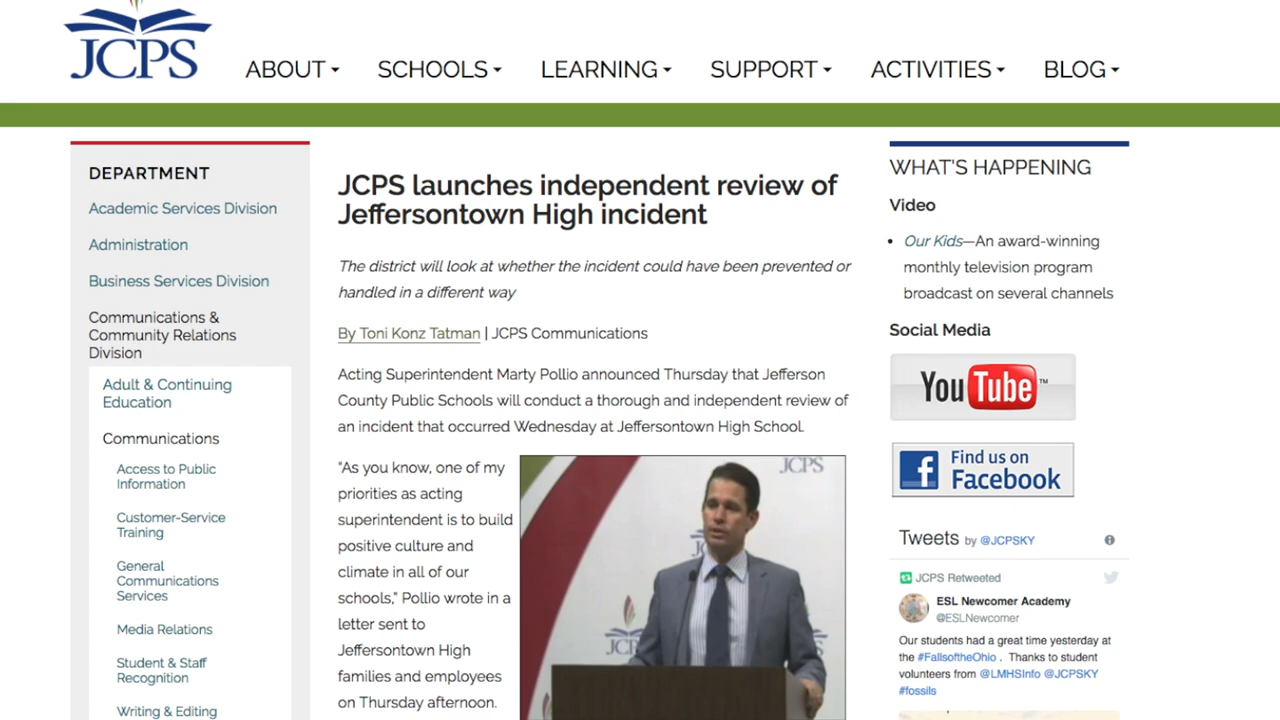 JCPS
ABOUT
SCHOOLS
LEARNING
SUPPORT
ACTIVITIES
BLOG
DEPARTMENT
Academic Services Division
Administration
Business Services Division
Communications &
Community Relations
Division
Adult & Continuing
Education
Communications
Access to Public
Information
Customer-Service
Training
General
Communications
Services
Media Relations
Student & Staff
Recognition
Writing & Editing
JCPS launches independent review of
Jeffersontown High incident
The district will look at whether the incident could have been prevented or
handled in a different way
By Toni Konz Tatman | JCPS Communications
Acting Superintendent Marty Pollio announced Thursday that Jefferson
County Public Schools will conduct a thorough and independent review of
an incident that occurred Wednesday at Jeffersontown High School.
"As you know, one of my
priorities as acting
superintendent is to build
positive culture and
climate in all of our
schools," Pollio wrote in a
letter sent to
Jeffersontown High
families and employees
on Thursday afternoon.
JCPS
WHAT'S HAPPENING
Video
• Our Kids—An award-winning
monthly television program
broadcast on several channels
Social Media
YouTube™
Find us on
Facebook
Tweets by @JCPSKY
JCPS Retweeted
ESL Newcomer Academy
@ESLNewcomer
Our students had a great time yesterday at
the #FallsoftheOhio . Thanks to student
volunteers from @LMHSInfo @JCPSKY
#fossils